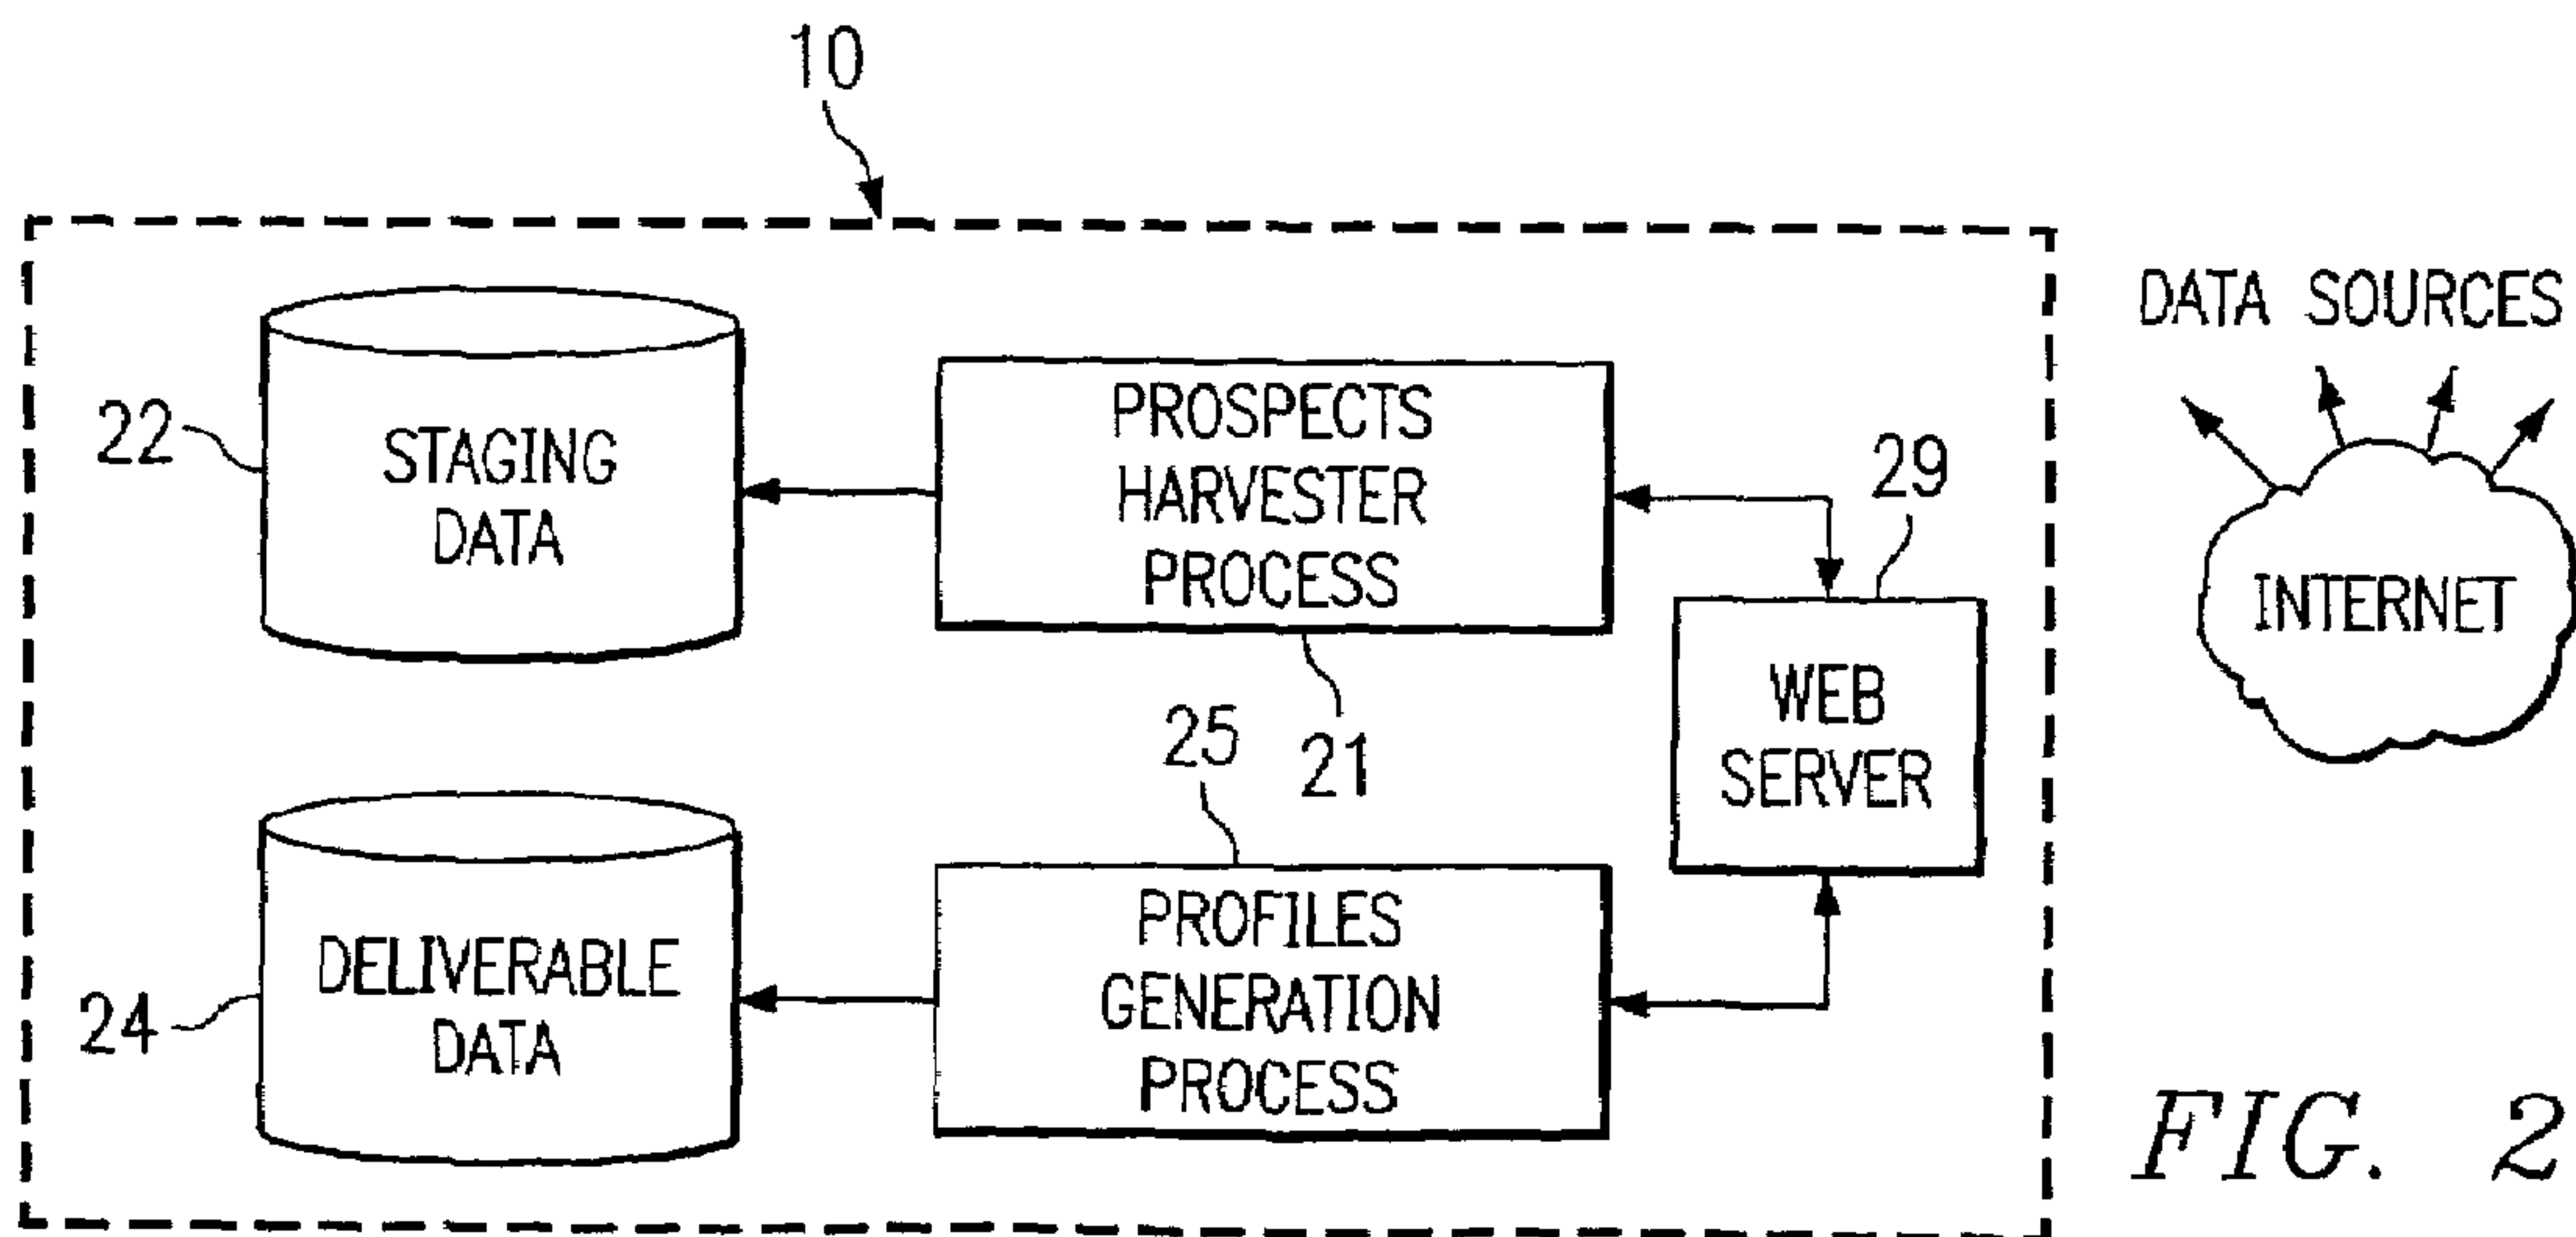 10
DATA SOURCES
22
STAGING
DATA
PROSPECTS
HARVESTER
PROCESS
29
INTERNET
WEB
SERVER
21
25
24
DELIVERABLE
DATA
PROFILES
GENERATION
PROCESS
FIG. 2